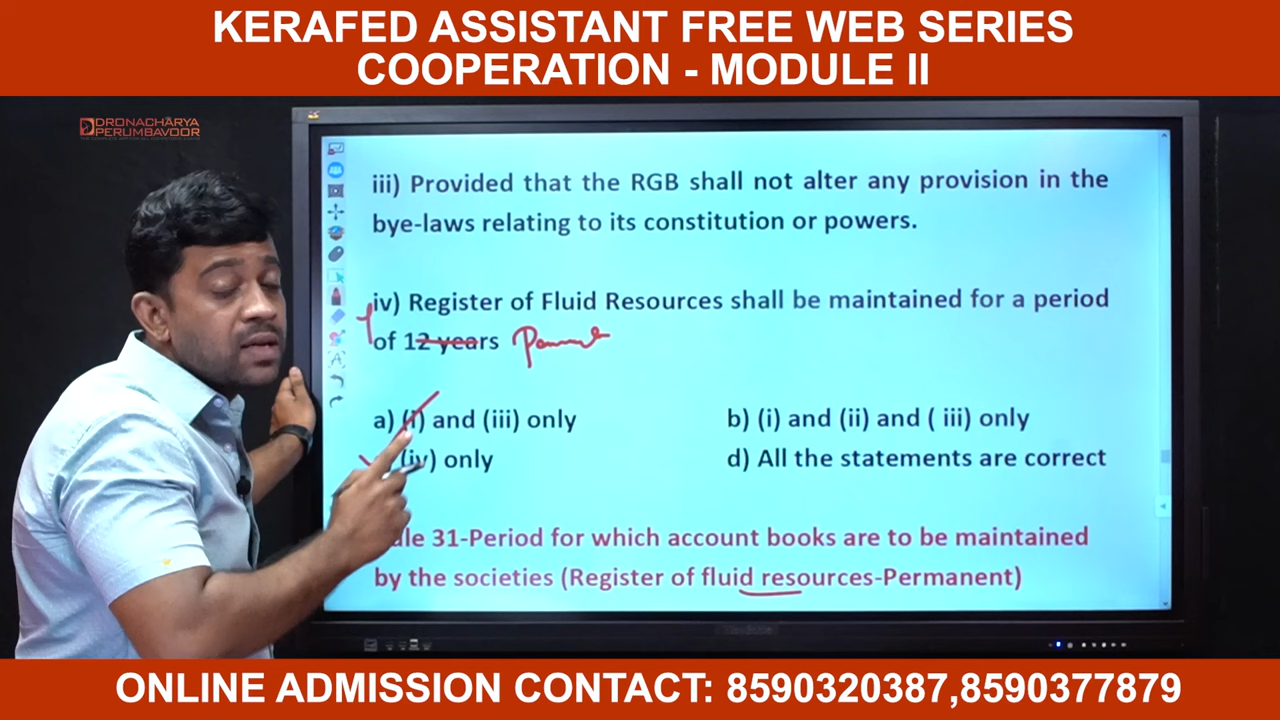 KERAFED ASSISTANT FREE WEB SERIES
COOPERATION - MODULE II
DRONACHARYA
PERUMBAVOOR
iii) Provided that the RGB shall not alter any provision in the
bye-laws relating to its constitution or powers.
iv) Register of Fluid Resources shall be maintained for a period
of 12 years
a) (i) and (iii) only
b) (i) and (ii) and ( iii) only
(iv) only
d) All the statements are correct
31-Period for which account books are to be maintained
by the societies (Register of fluid resources-Permanent)
ONLINE ADMISSION CONTACT: 8590320387,8590377879